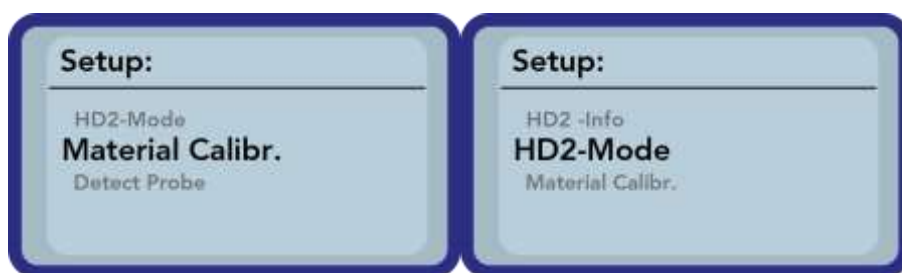 Setup:
HD2-Mode
Material Calibr.
Detect Probe
Setup:
HD2 -Info
HD2-Mode
Material Calibr.